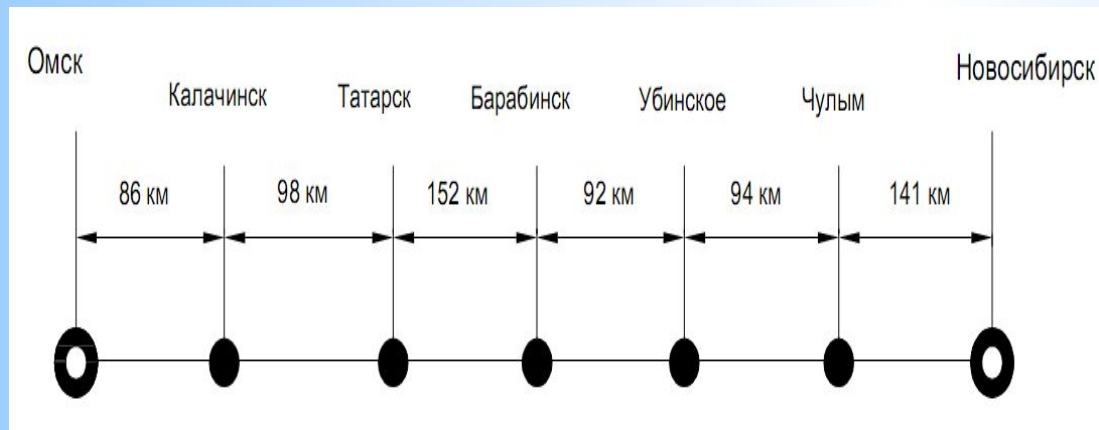 Омск
Новосибирск
Калачинск Татарск Барабинск Убинское Чулым
86 км 98 км 152 км 92 км 94 км 141 км